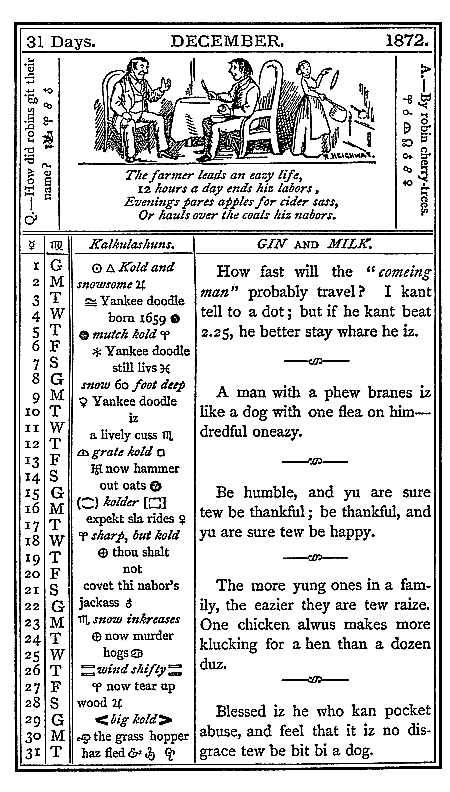 31 Days. DECEMBER. 1872.
Q.—How did robins git their
name?
A.—By robin cherry-trees.
R. HEICHWAY.
The farmer leads an eazy life,
12 hours a day ends hiz labors,
Evenings pares apples for cider sass,
Or hauls over the coals hiz nabors.
☿ ♏ Kalkulashuns.
1 G ☉ △ Kold and
2 M snowsome ♃
3 T ♎ Yankee doodle
4 W born 1659
5 T mutch kold ♈
6 F ✶ Yankee doodle
7 S still livs ♓
8 G snow 60 foot deep
9 M ♀ Yankee doodle
10 T iz
11 W a lively cuss ♏
12 T ♎ grate kold □
13 F now hammer
14 S out oats
15 G kolder
16 M expekt sla rides ♀
17 T ♈ sharp, but kold
18 W ⊕ thou shalt
19 T not
20 F covet thi nabor's
21 S jackass ♁
22 G ♏ snow inkreases
23 M ⊕ now murder
24 T hogs ♋
25 W wind shifty
26 T ♈ now tear up
27 F wood ♃
28 S < big kold >
29 G the grass hopper
30 M haz fled &
31 T
GIN AND MILK.
How fast will the "comeing
man" probably travel? I kant
tell to a dot; but if he kant beat
2.25, he better stay whare he iz.
A man with a phew branes iz
like a dog with one flea on him—
dredful oneazy.
Be humble, and yu are sure
tew be thankful; be thankful, and
yu are sure tew be happy.
The more yung ones in a fam-
ily, the eazier they are tew raize.
One chicken alwus makes more
klucking for a hen than a dozen
duz.
Blessed iz he who kan pocket
abuse, and feel that it iz no dis-
grace tew be bit bi a dog.